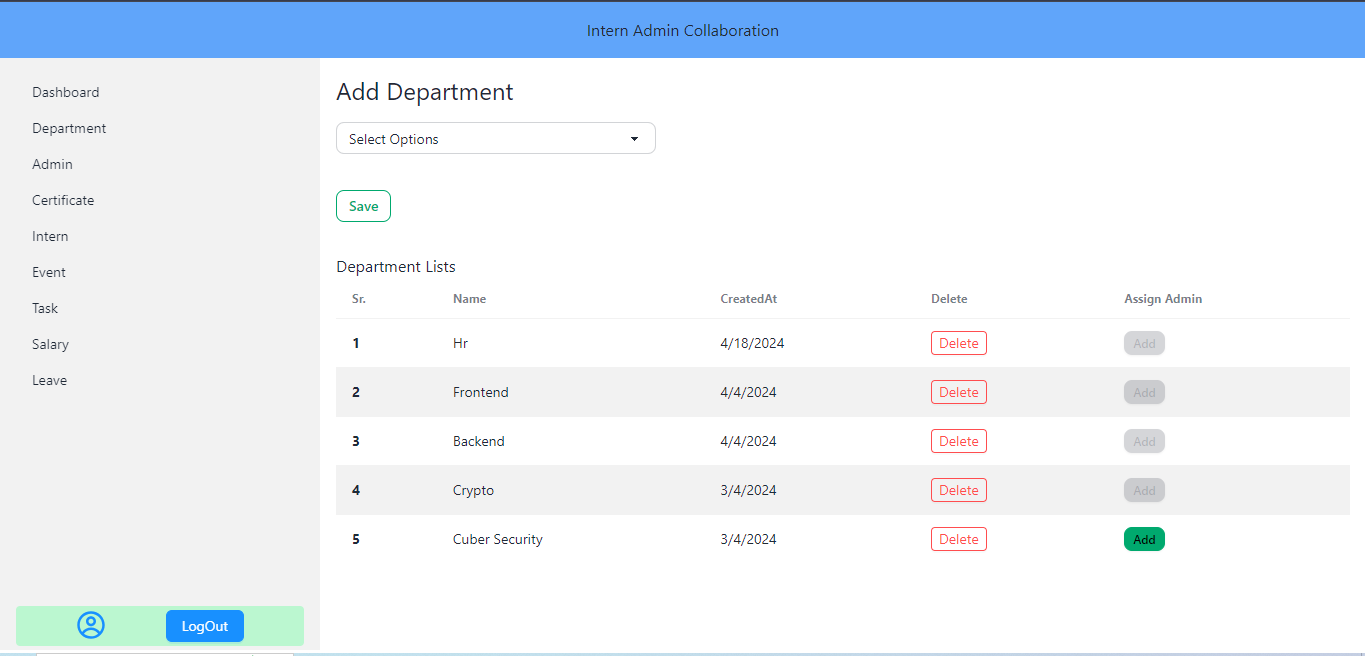 Intern Admin Collaboration
Dashboard
Department
Admin
Certificate
Intern
Event
Task
Salary
Leave
LogOut
Add Department
Select Options
Save
Department Lists
Sr. Name CreatedAt Delete Assign Admin
1 Hr 4/18/2024 Delete Add
2 Frontend 4/4/2024 Delete Add
3 Backend 4/4/2024 Delete Add
4 Crypto 3/4/2024 Delete Add
5 Cuber Security 3/4/2024 Delete Add